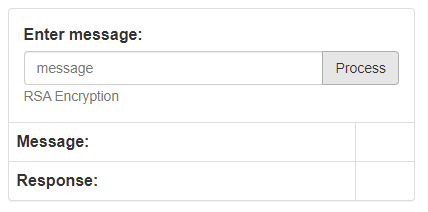 Enter message:
message Process
RSA Encryption
Message:
Response: